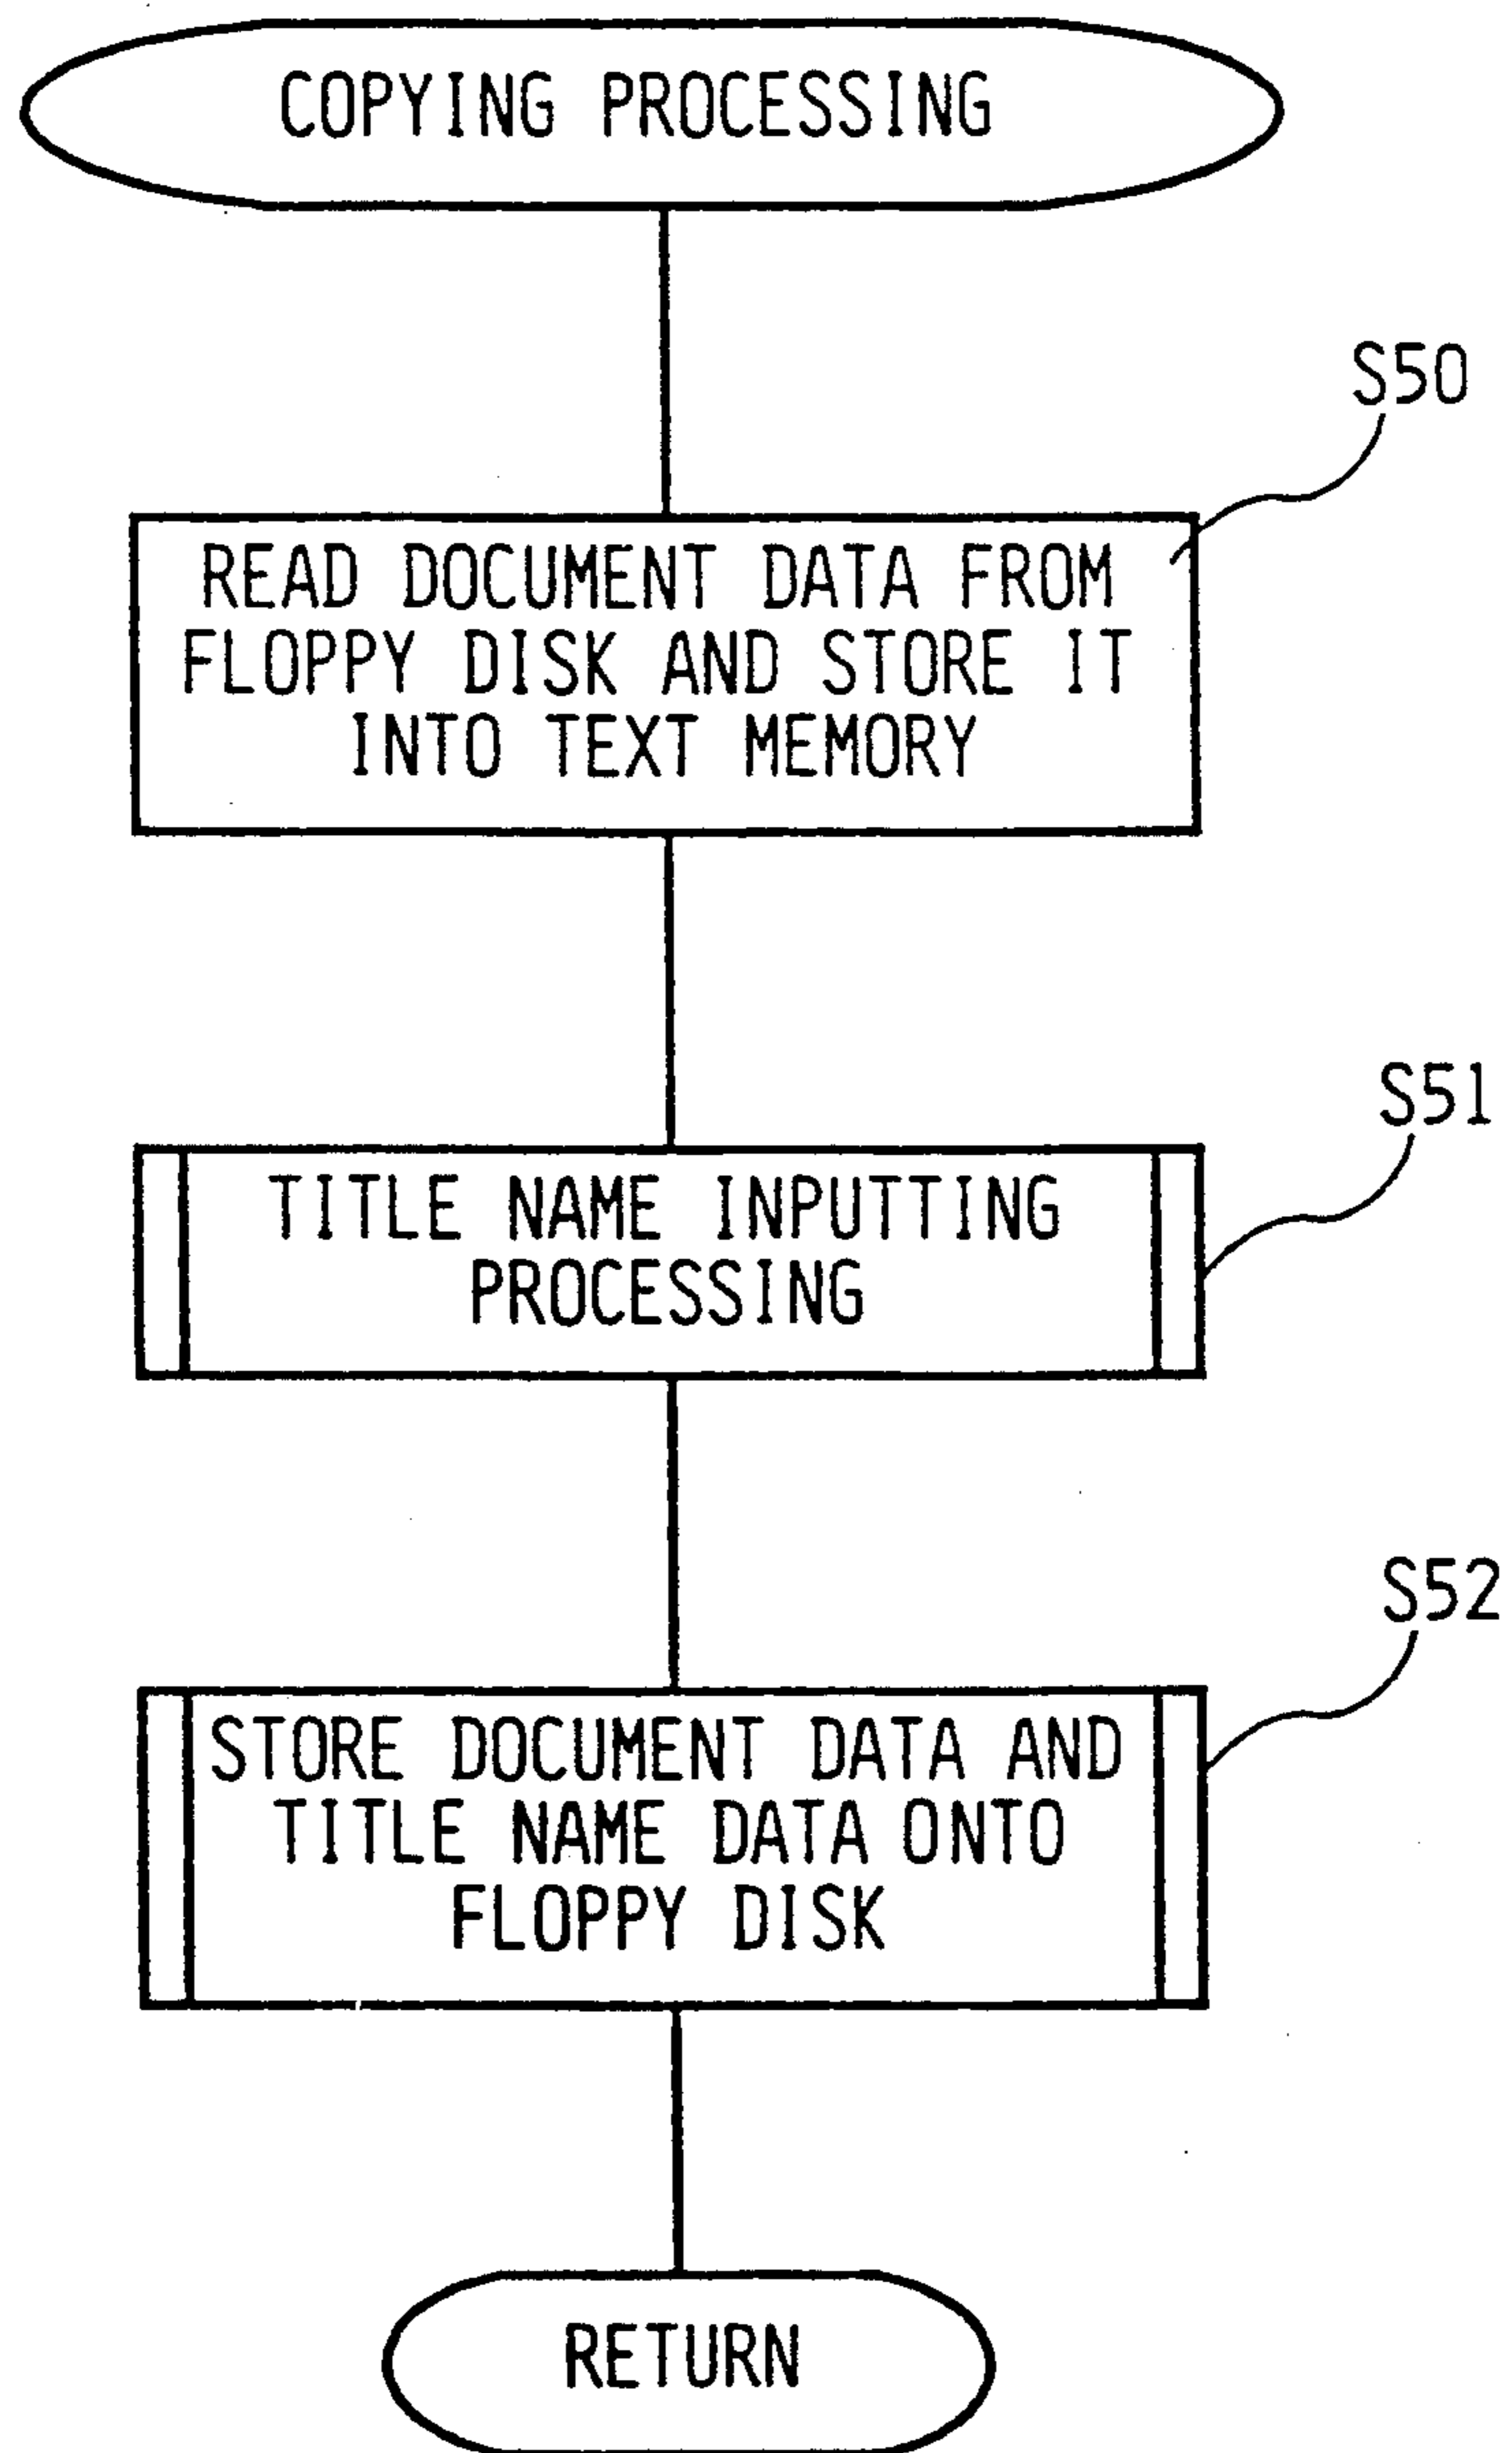 COPYING PROCESSING
S50
READ DOCUMENT DATA FROM
FLOPPY DISK AND STORE IT
INTO TEXT MEMORY
S51
TITLE NAME INPUTTING
PROCESSING
S52
STORE DOCUMENT DATA AND
TITLE NAME DATA ONTO
FLOPPY DISK
RETURN